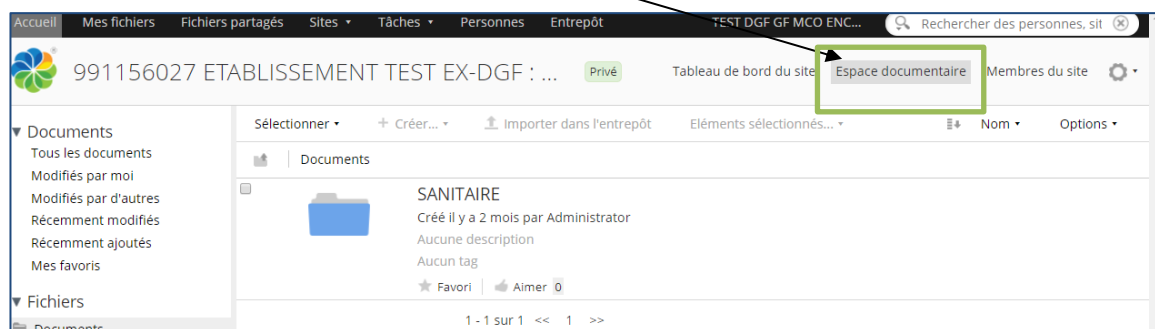 Accueil Mes fichiers Fichiers partagés Sites Tâches Personnes Entrepôt TEST DGF GF MCO ENC... Rechercher des personnes, sit
991156027 ETABLISSEMENT TEST EX-DGF : ... Privé Tableau de bord du site Espace documentaire Membres du site
Documents
Tous les documents
Modifiés par moi
Modifiés par d'autres
Récemment modifiés
Récemment ajoutés
Mes favoris
Fichiers
Documents
Sélectionner + Créer... Importer dans l'entrepôt Eléments sélectionnés... Nom Options
Documents
SANITAIRE
Créé il y a 2 mois par Administrator
Aucune description
Aucun tag
Favori Aimer 0
1 - 1 sur 1 << 1 >>